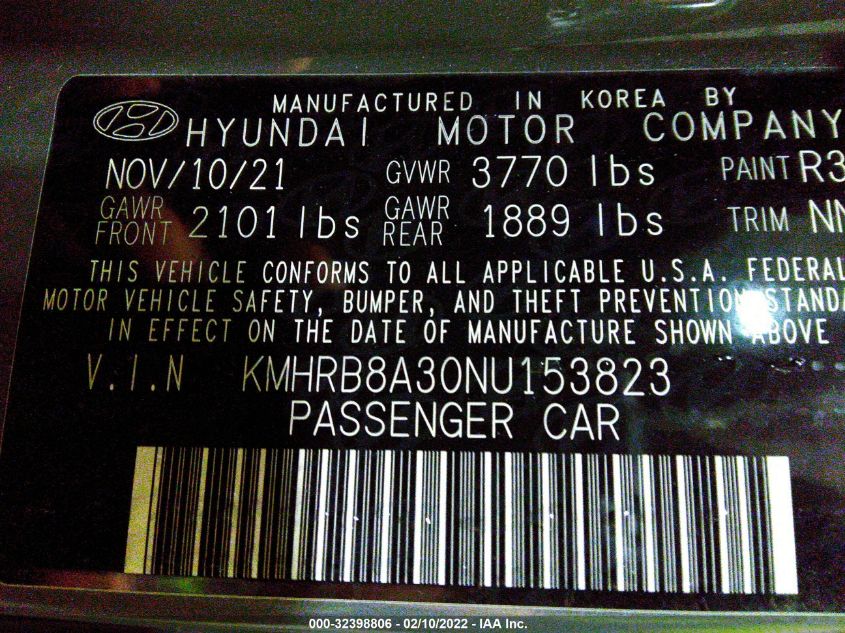 MANUFACTURED IN KOREA BY
HYUNDAI MOTOR COMPANY
NOV/10/21 GVWR 3770 lbs PAINT R3
GAWR FRONT 2101 lbs GAWR REAR 1889 lbs TRIM NN
THIS VEHICLE CONFORMS TO ALL APPLICABLE U.S.A. FEDERAL
MOTOR VEHICLE SAFETY, BUMPER, AND THEFT PREVENTION STANDA
IN EFFECT ON THE DATE OF MANUFACTURE SHOWN ABOVE
V.I.N KMHRB8A30NU153823
PASSENGER CAR
000-32398806 - 02/10/2022 - IAA Inc.